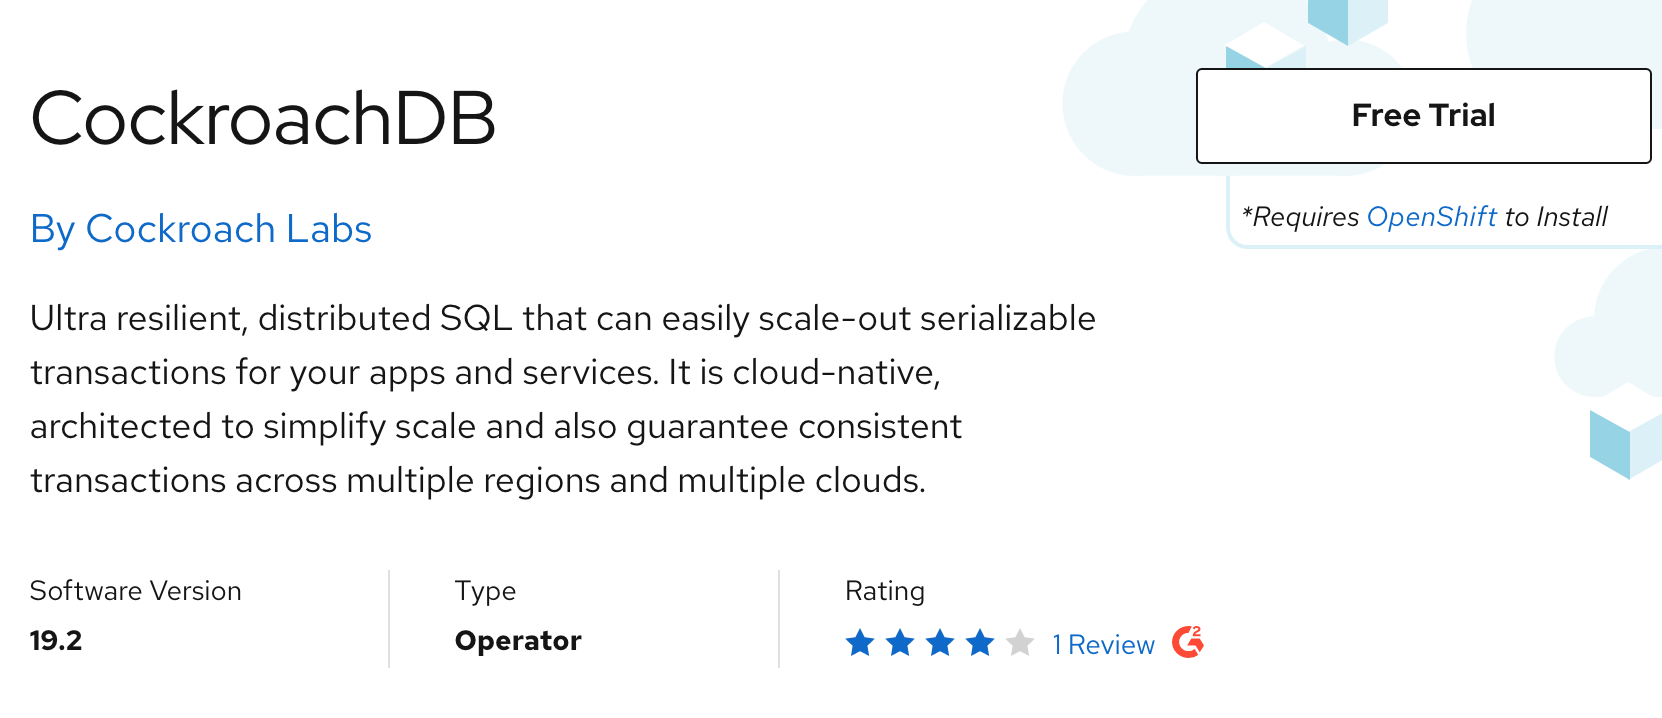 CockroachDB
Free Trial
By Cockroach Labs
*Requires OpenShift to Install
Ultra resilient, distributed SQL that can easily scale-out serializable
transactions for your apps and services. It is cloud-native,
architected to simplify scale and also guarantee consistent
transactions across multiple regions and multiple clouds.
Software Version
19.2
Type
Operator
Rating
1 Review G2